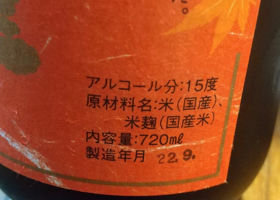 た。
アルコール分:15度
原材料名:米(国産)、
米麹(国産米)
内容量:720㎖
製造年月 22.9.